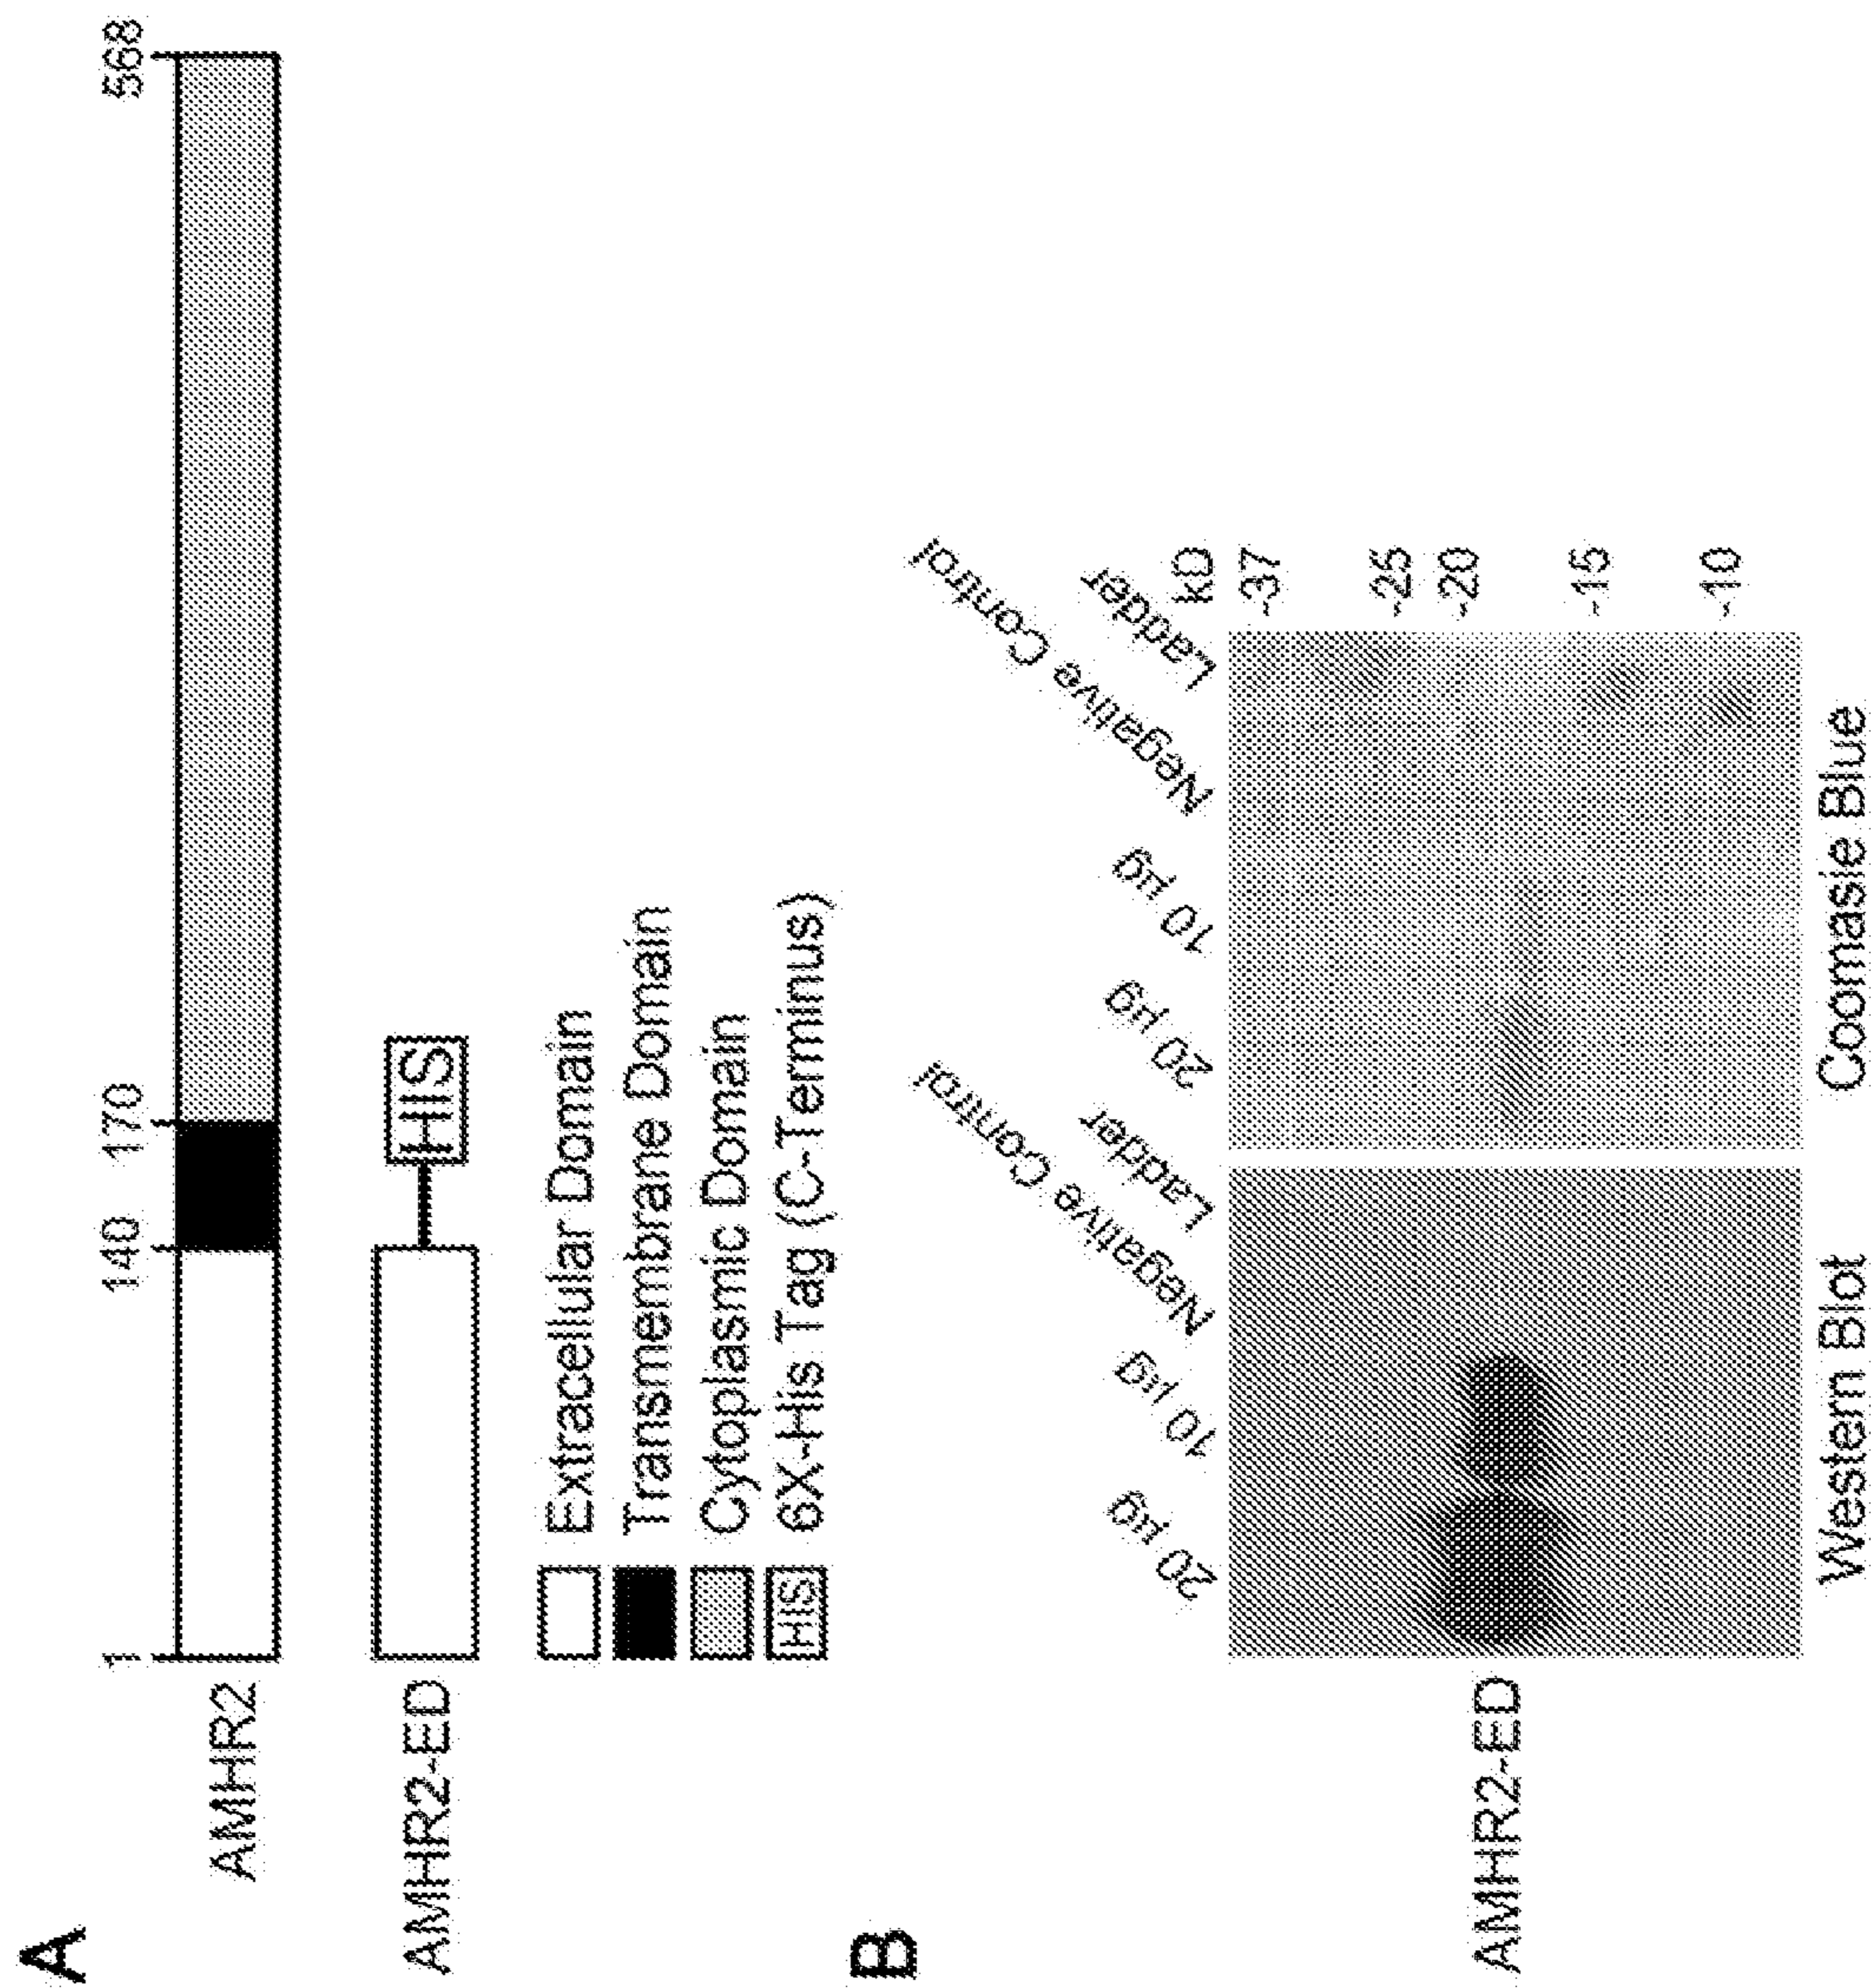 A
1 140 170 568
AMHR2
AMHR2-ED
HIS
Extracellular Domain
Transmembrane Domain
Cytoplasmic Domain
HIS 6X-His Tag (C-Terminus)
B
20 µg 10 µg Negative Control Ladder 20 µg 10 µg Negative Control Ladder
kD
-37
-25
-20
-15
-10
AMHR2-ED
Western Blot Coomasie Blue